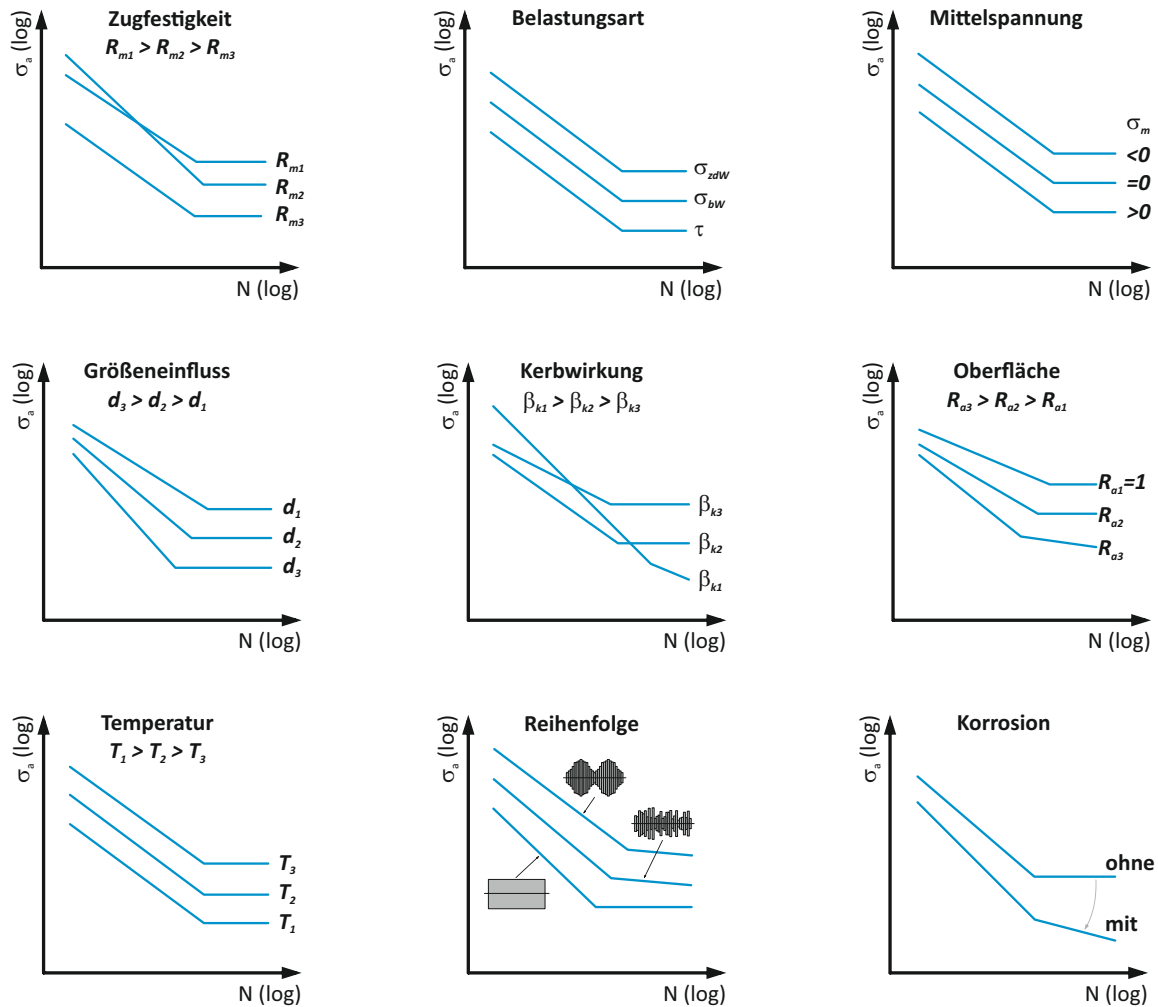 Zugfestigkeit
R_m1 > R_m2 > R_m3
σ_a (log)
R_m1
R_m2
R_m3
N (log)
Belastungsart
σ_a (log)
σ_zdW
σ_bW
τ
N (log)
Mittelspannung
σ_a (log)
σ_m
<0
=0
>0
N (log)
Größeneinfluss
d_3 > d_2 > d_1
σ_a (log)
d_1
d_2
d_3
N (log)
Kerbwirkung
β_k1 > β_k2 > β_k3
σ_a (log)
β_k3
β_k2
β_k1
N (log)
Oberfläche
R_a3 > R_a2 > R_a1
σ_a (log)
R_a1=1
R_a2
R_a3
N (log)
Temperatur
T_1 > T_2 > T_3
σ_a (log)
T_3
T_2
T_1
N (log)
Reihenfolge
σ_a (log)
N (log)
Korrosion
σ_a (log)
ohne
mit
N (log)